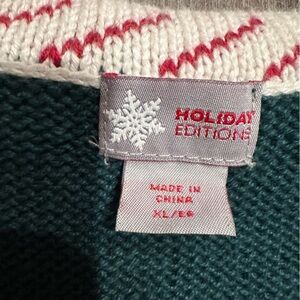 HOLIDAY
EDITIONS
MADE IN
CHINA
XL/EG